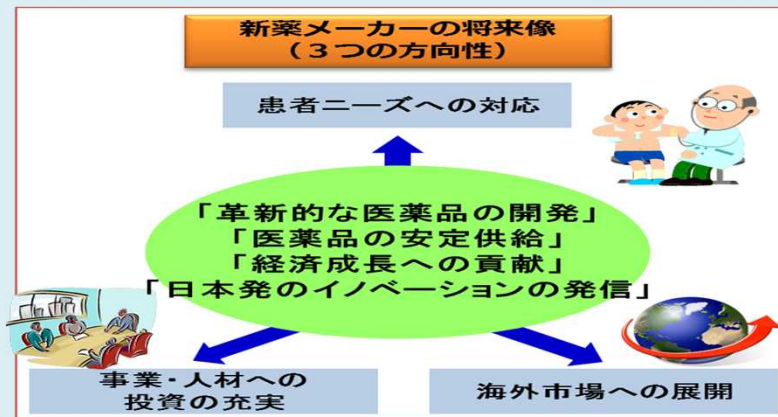 新薬メーカーの将来像
（３つの方向性）
患者ニーズへの対応
「革新的な医薬品の開発」
「医薬品の安定供給」
「経済成長への貢献」
「日本発のイノベーションの発信」
事業・人材への
投資の充実
海外市場への展開